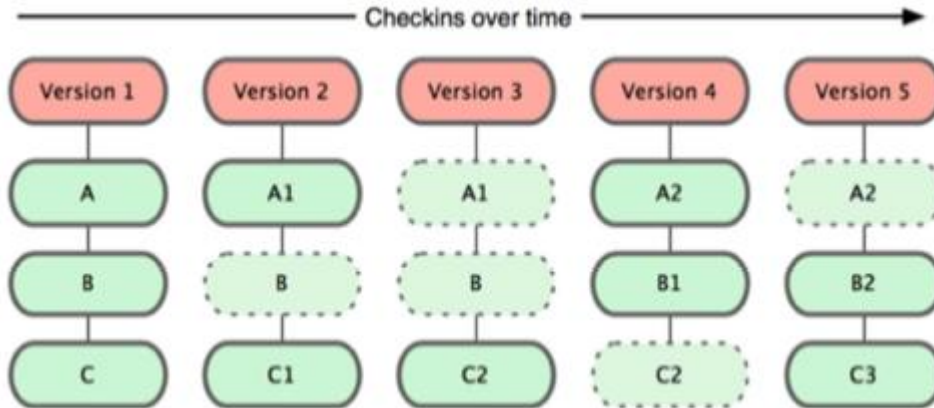 Checkins over time
Version 1 Version 2 Version 3 Version 4 Version 5
A A1 A1 A2 A2
B B B B1 B2
C C1 C2 C2 C3